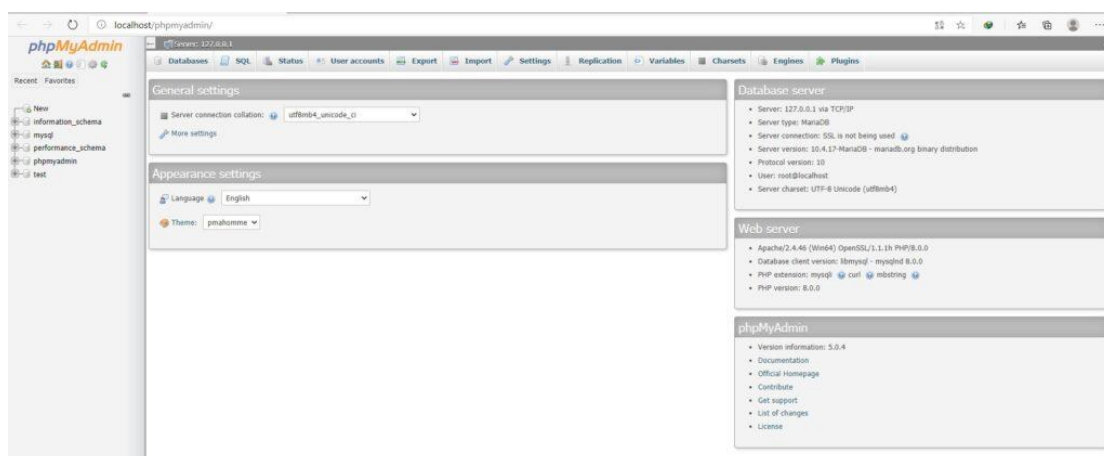 localhost/phpmyadmin/
phpMyAdmin
Recent Favorites
New
information_schema
mysql
performance_schema
phpmyadmin
test
Server: 127.0.0.1
Databases SQL Status User accounts Export Import Settings Replication Variables Charsets Engines Plugins
General settings
Server connection collation: utf8mb4_unicode_ci
More settings
Appearance settings
Language English
Theme: pmahomme
Database server
Server: 127.0.0.1 via TCP/IP
Server type: MariaDB
Server connection: SSL is not being used
Server version: 10.4.17-MariaDB - mariadb.org binary distribution
Protocol version: 10
User: root@localhost
Server charset: UTF-8 Unicode (utf8mb4)
Web server
Apache/2.4.46 (Win64) OpenSSL/1.1.1h PHP/8.0.0
Database client version: libmysql - mysqlnd 8.0.0
PHP extension: mysqli curl mbstring
PHP version: 8.0.0
phpMyAdmin
Version information: 5.0.4
Documentation
Official Homepage
Contribute
Get support
List of changes
License